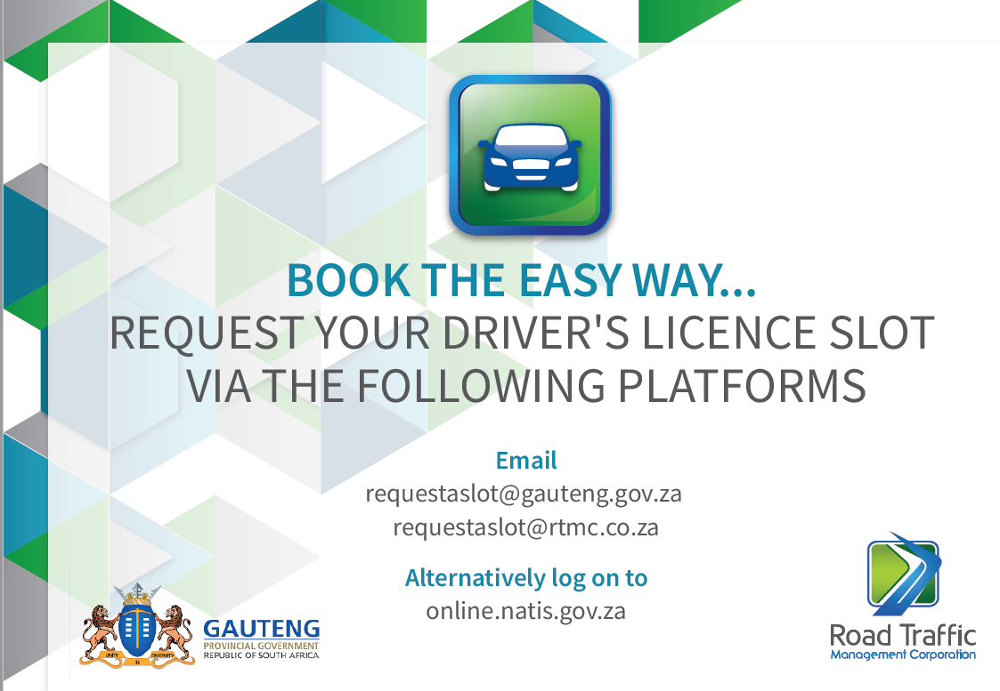 BOOK THE EASY WAY...
REQUEST YOUR DRIVER'S LICENCE SLOT
VIA THE FOLLOWING PLATFORMS
Email
requestaslot@gauteng.gov.za
requestaslot@rtmc.co.za
Alternatively log on to
online.natis.gov.za
UNITY IN DIVERSITY
GAUTENG
PROVINCIAL GOVERNMENT
REPUBLIC OF SOUTH AFRICA
Road Traffic
Management Corporation